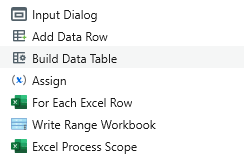 Input Dialog
Add Data Row
Build Data Table
(x) Assign
For Each Excel Row
Write Range Workbook
Excel Process Scope